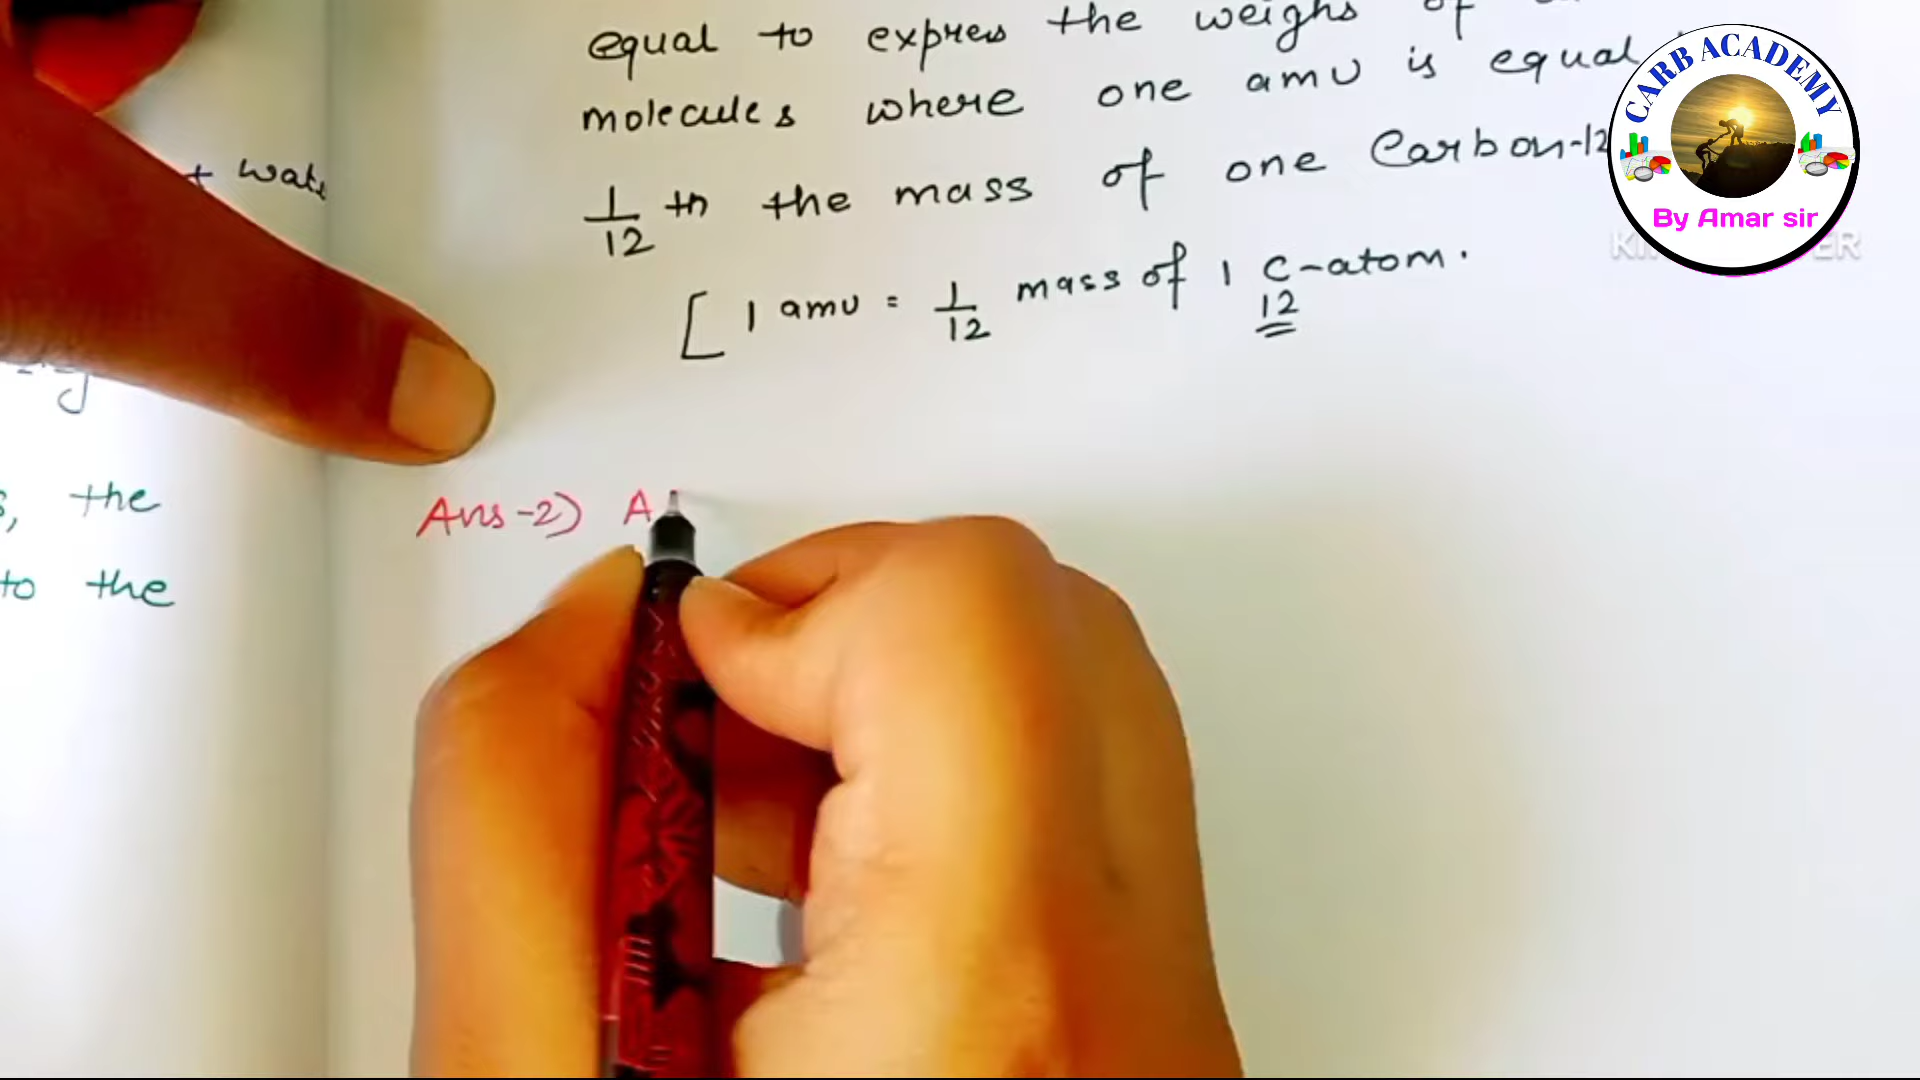 equal to express the weighs of
molecules where one amu is equal
1/12 th the mass of one Carbon-12
[ 1 amu = 1/12 mass of 1 C-atom.
12
Ans-2) A
+ wate
s, the
to the
CARB ACADEMY
By Amar sir